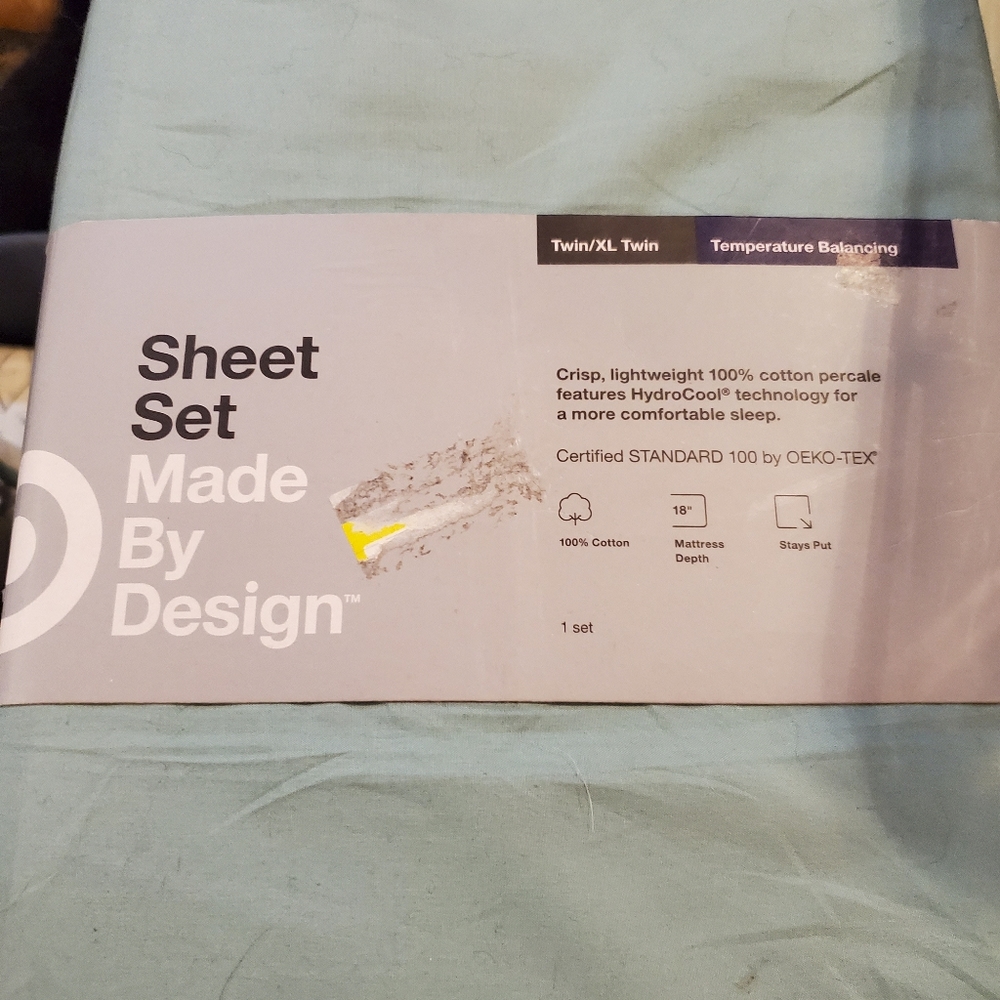 Twin/XL Twin
Temperature Balancing
Sheet
Set
Made
By
Design™
Crisp, lightweight 100% cotton percale
features HydroCool® technology for
a more comfortable sleep.
Certified STANDARD 100 by OEKO-TEX®
18"
100% Cotton
Mattress
Depth
Stays Put
1 set